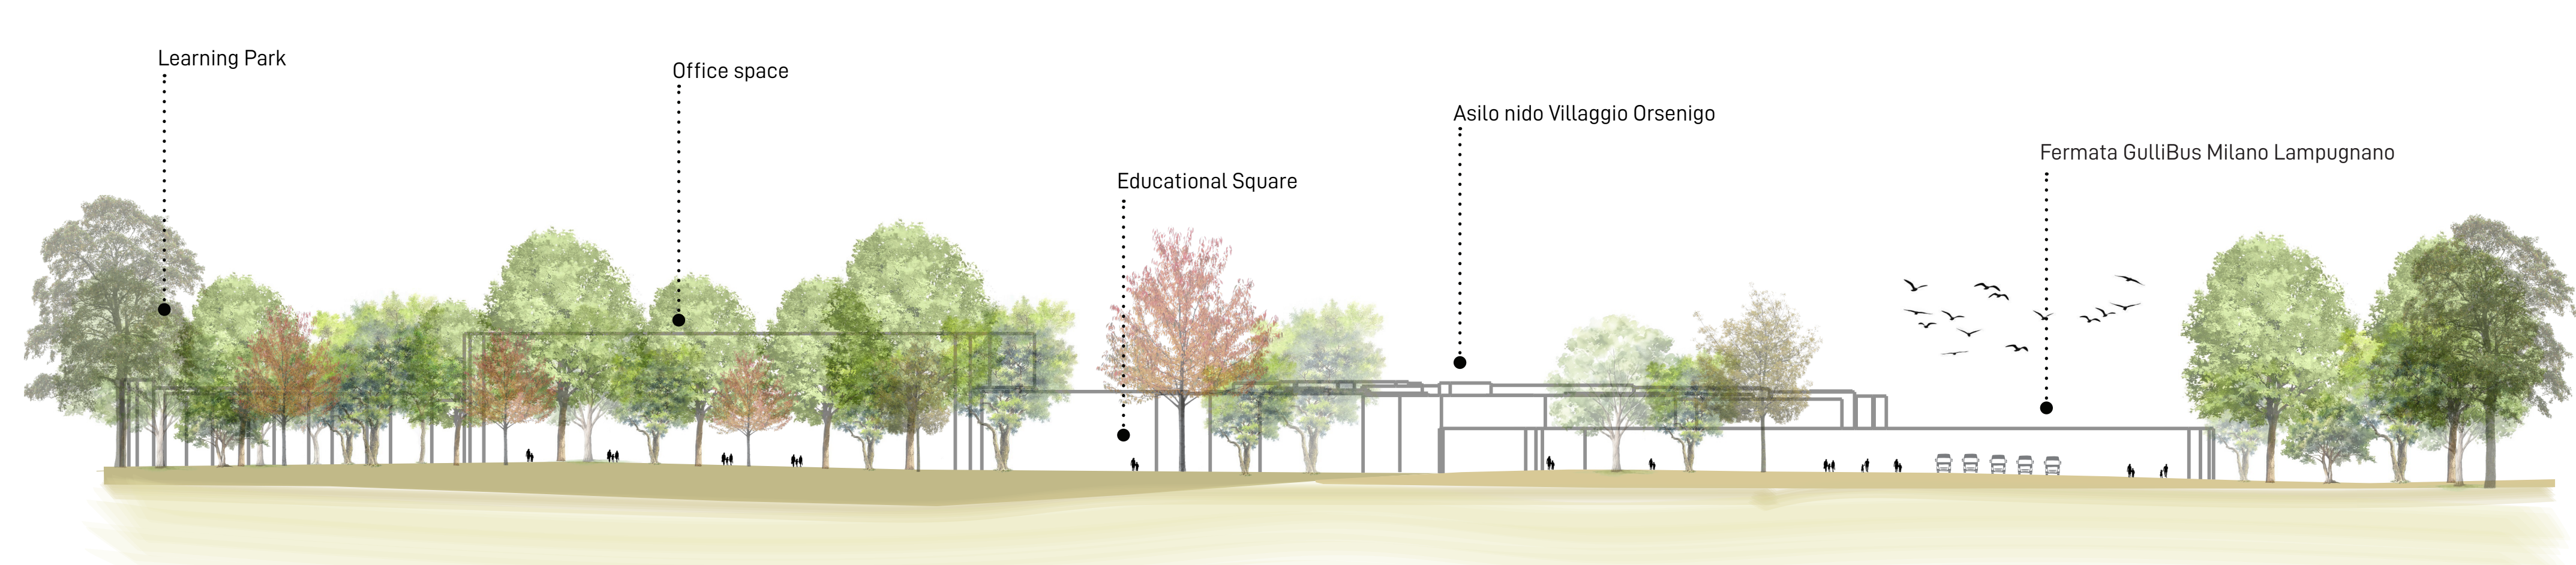 Learning Park
Office space
Educational Square
Asilo nido Villaggio Orsenigo
Fermata GulliBus Milano Lampugnano